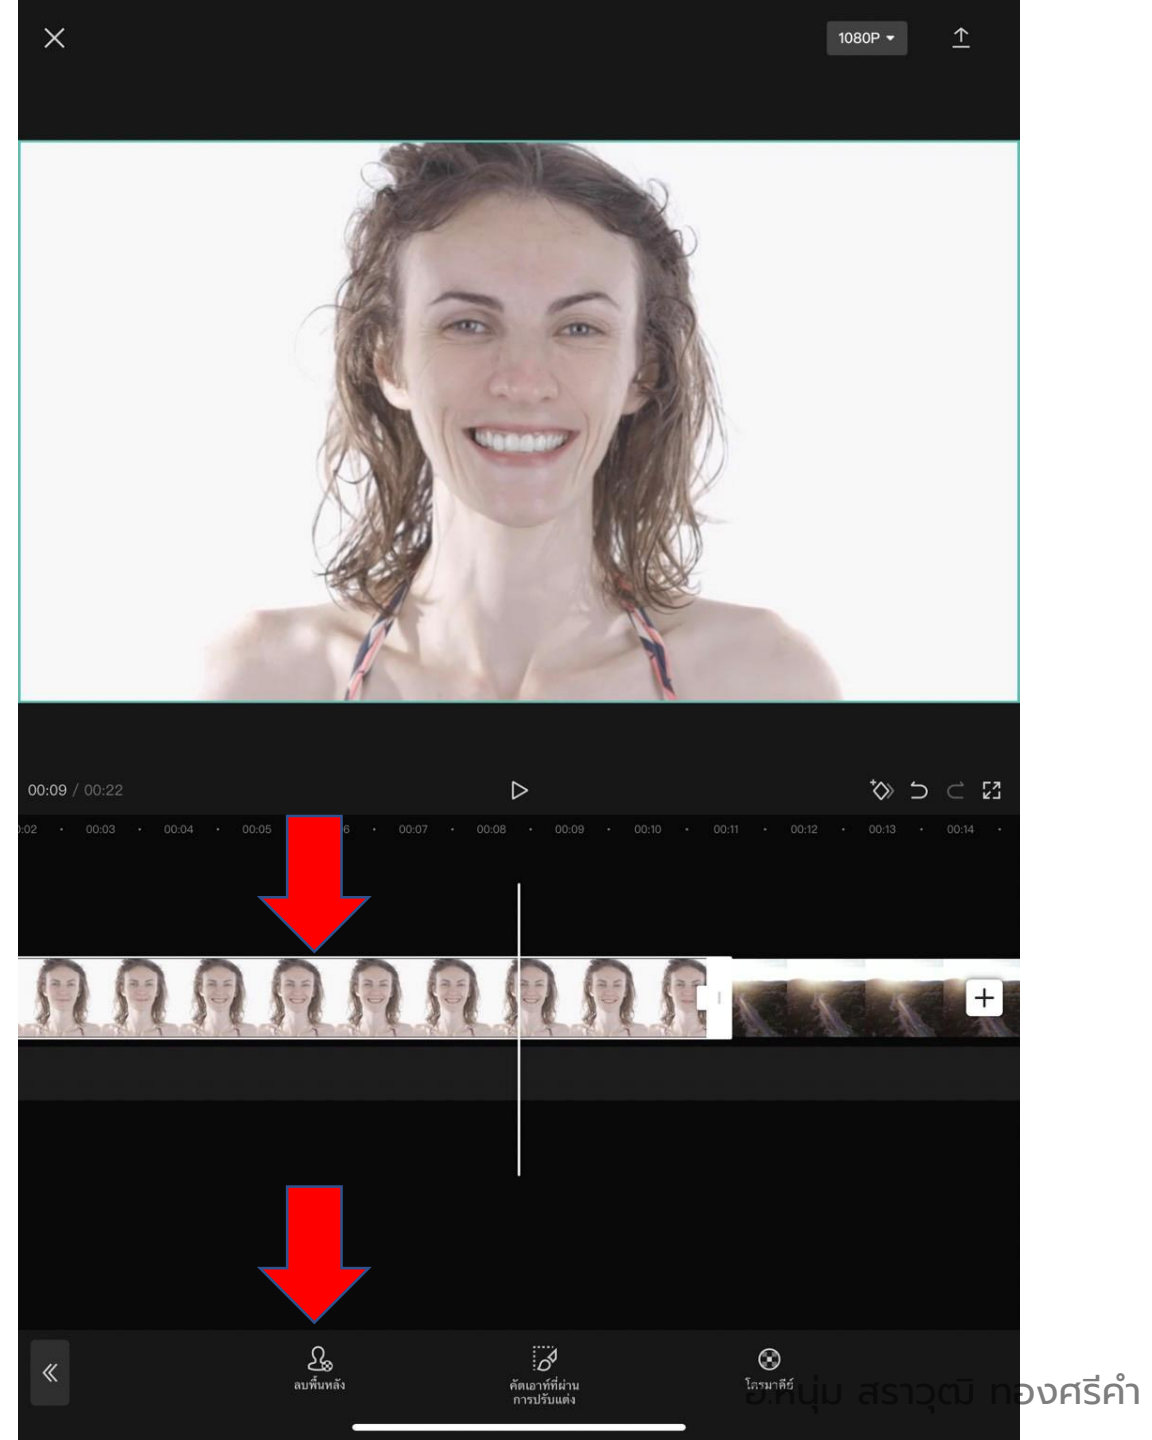 1080P
00:09 / 00:22
:02 00:03 00:04 00:05 6 00:07 00:08 00:09 00:10 00:11 00:12 00:13 00:14
ลบพื้นหลัง
คัตเอาท์ที่ผ่าน
การปรับแต่ง
โครมาคีย์
อ.หนุ่ม สราวุฒิ ทองศรีคำ